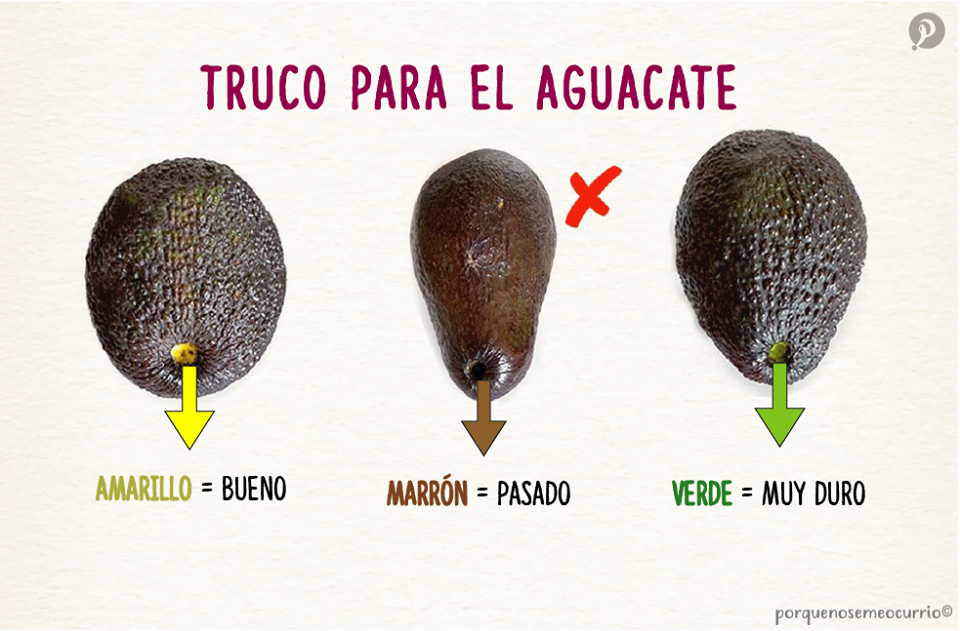 TRUCO PARA EL AGUACATE
AMARILLO = BUENO
MARRÓN = PASADO
VERDE = MUY DURO
porquenosemeocurrio©